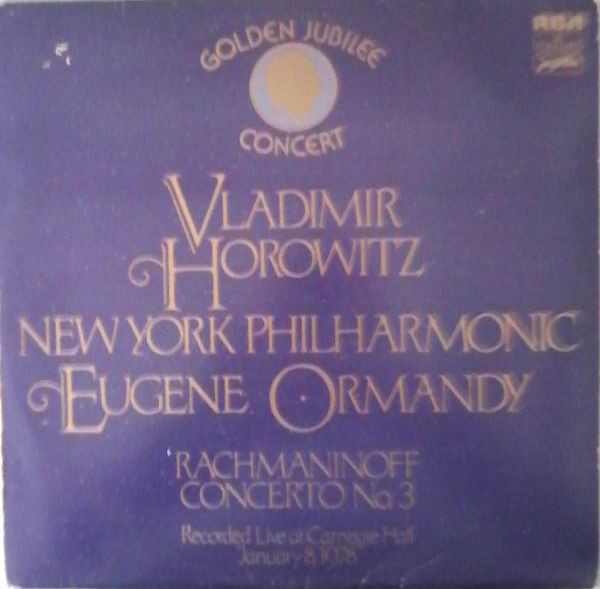 GOLDEN JUBILEE
CONCERT
RCA
VLADIMIR
HOROWITZ
NEW YORK PHILHARMONIC
EUGENE ORMANDY
RACHMANINOFF
CONCERTO No. 3
Recorded Live at Carnegie Hall
January 8, 1978